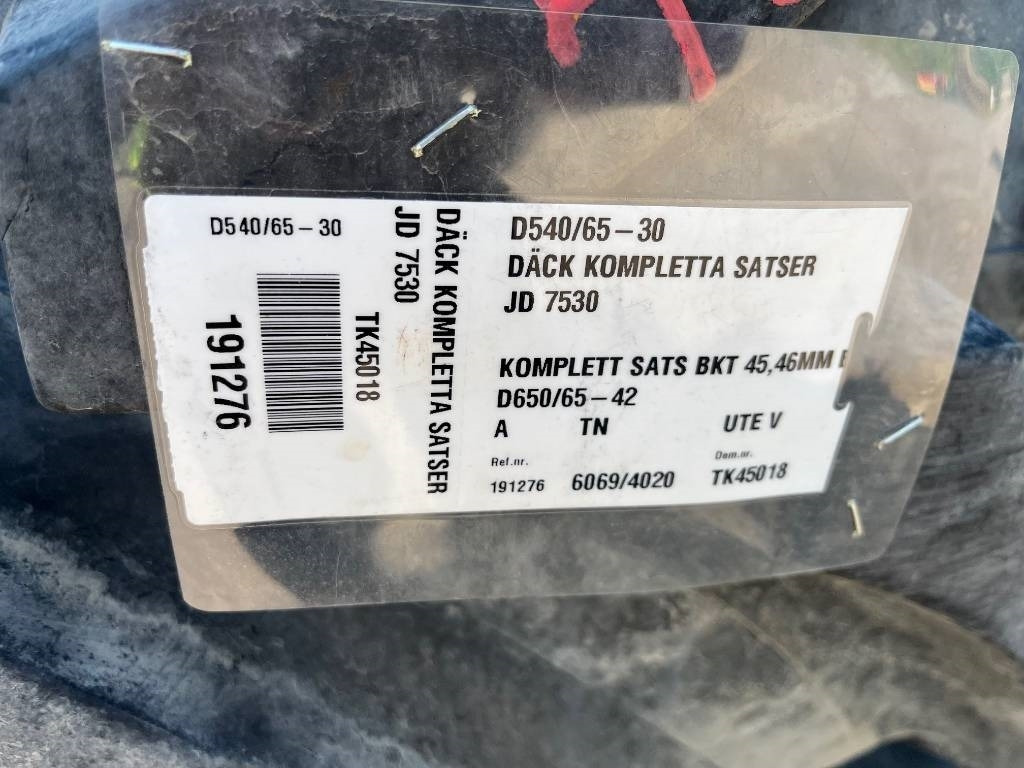 D540/65-30
191276
TK45018
JD 7530
DÄCK KOMPLETTA SATSER
D540/65-30
DÄCK KOMPLETTA SATSER
JD 7530
KOMPLETT SATS BKT 45,46MM
D650/65-42
A TN UTE V
Ref.nr. Dem.nr.
191276 6069/4020 TK45018